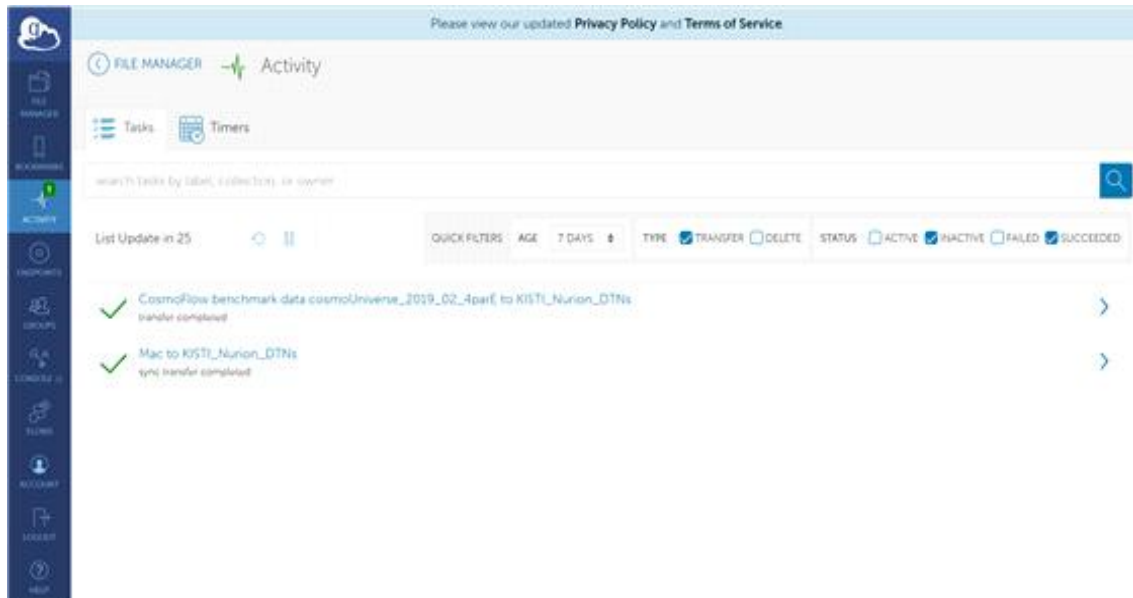 Please view our updated Privacy Policy and Terms of Service
g
FILE MANAGER
Activity
FILE MANAGER
Tasks
Timers
BOOKMARKS
search tasks by label, collection, or owner
ACTIVITY
List Update in 25
QUICK FILTERS AGE 7 DAYS TYPE TRANSFER DELETE STATUS ACTIVE INACTIVE FAILED SUCCEEDED
ENDPOINTS
CosmoFlow benchmark data cosmoUniverse_2019_02_4parE to KISTI_Nurion_DTNs
transfer completed
GROUPS
Mac to KISTI_Nurion_DTNs
sync transfer completed
CONSOLE
FLOWS
ACCOUNT
LOGOUT
HELP